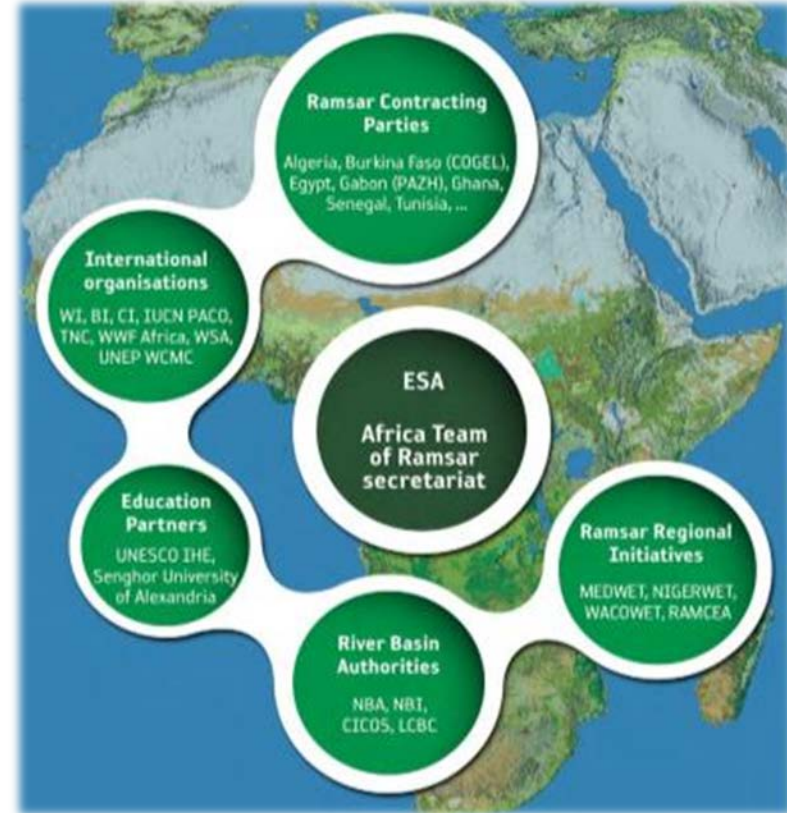 Ramsar Contracting
Parties
Algeria, Burkina Faso (COGEL),
Egypt, Gabon (PAZH), Ghana,
Senegal, Tunisia, ...
International
organisations
WI, BI, CI, IUCN PACO,
TNC, WWF Africa, WSA,
UNEP WCMC
ESA
Africa Team
of Ramsar
secretariat
Education
Partners
UNESCO IHE,
Senghor University
of Alexandria
Ramsar Regional
Initiatives
MEDWET, NIGERWET,
WACOWET, RAMCEA
River Basin
Authorities
NBA, NBI,
CICOS, LCBC